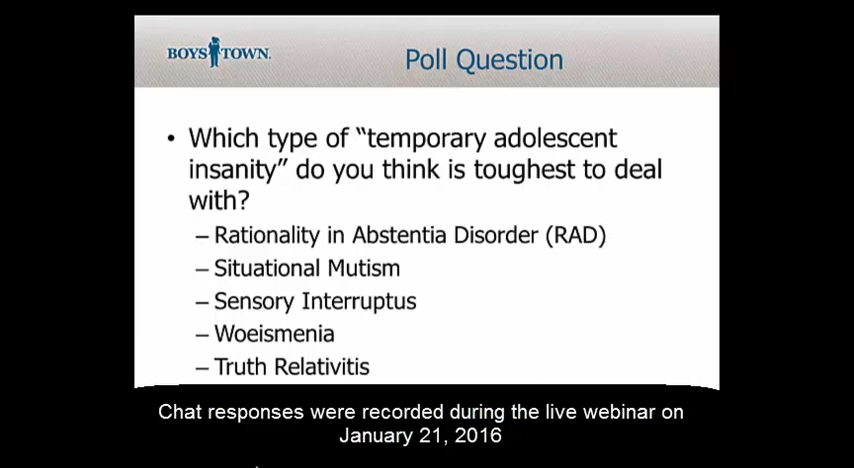 BOYS TOWN.
Poll Question
• Which type of “temporary adolescent
insanity” do you think is toughest to deal
with?
– Rationality in Abstentia Disorder (RAD)
– Situational Mutism
– Sensory Interruptus
– Woeismenia
– Truth Relativitis
Chat responses were recorded during the live webinar on
January 21, 2016